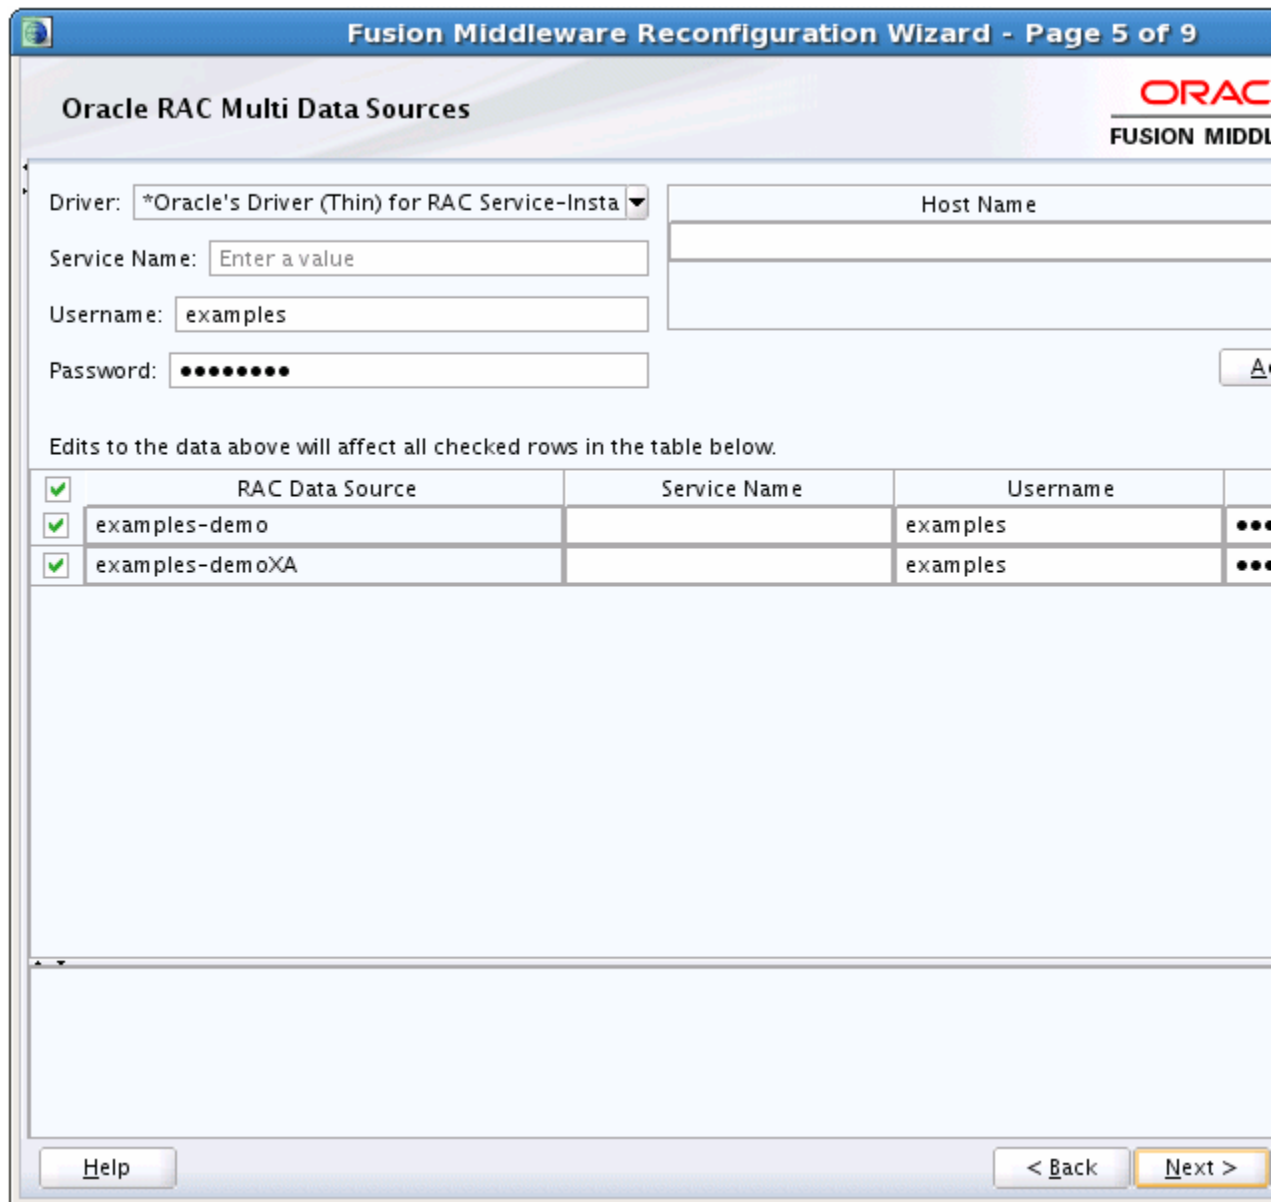 Fusion Middleware Reconfiguration Wizard - Page 5 of 9
Oracle RAC Multi Data Sources
ORAC
FUSION MIDDL
Driver: *Oracle's Driver (Thin) for RAC Service-Insta
Host Name
Service Name: Enter a value
Username: examples
Password: ••••••••
A
Edits to the data above will affect all checked rows in the table below.
RAC Data Source Service Name Username
examples-demo examples •••
examples-demoXA examples •••
Help < Back Next >